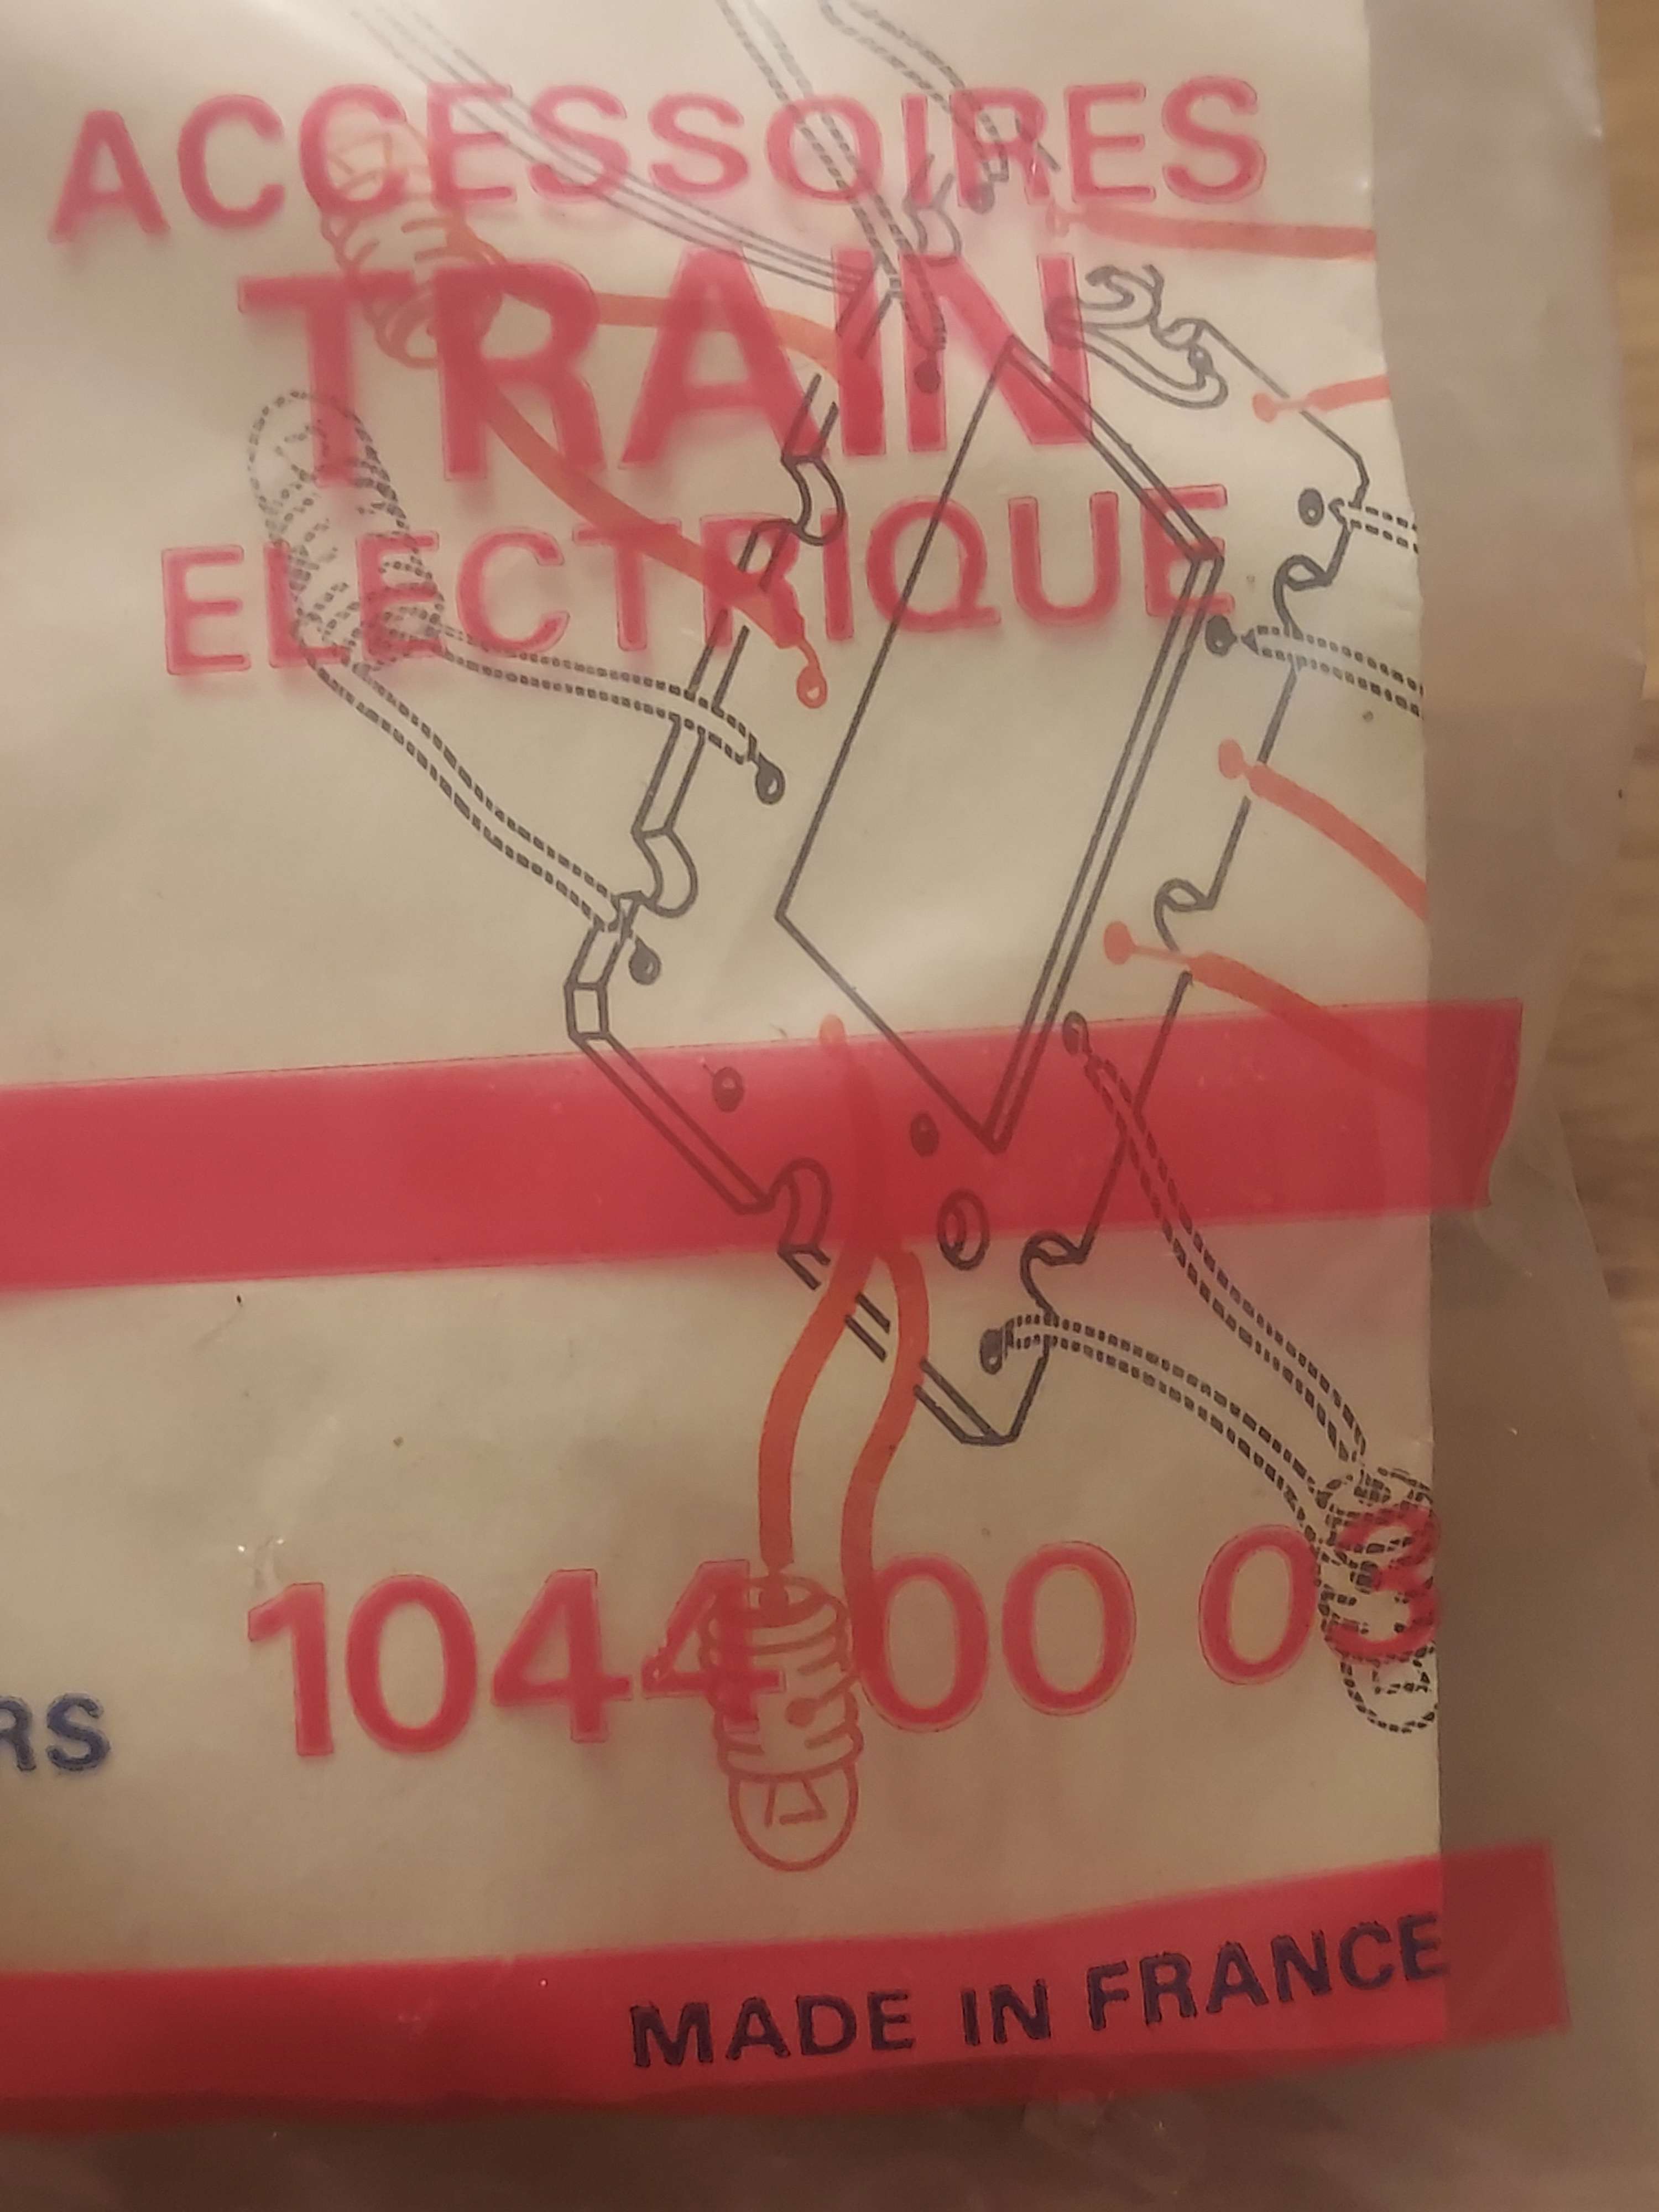 ACCESSOIRES
TRAIN
ELECTRIQUE
1044 00 03
RS
MADE IN FRANCE